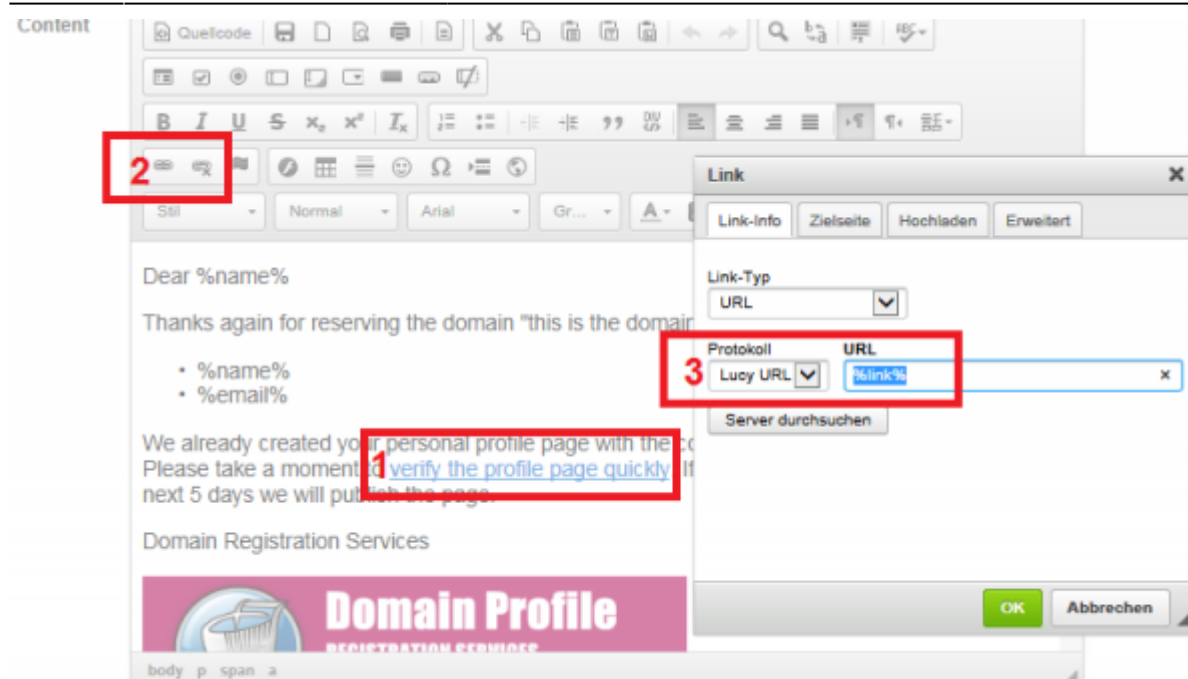 Content
Quellcode
2
Stil Normal Arial Gr...
Dear %name%
Thanks again for reserving the domain "this is the domain
• %name%
• %email%
We already created your personal profile page with the
Please take a moment to verify the profile page quickly If
1
next 5 days we will publish the page.
Domain Registration Services
Domain Profile
REGISTRATION SERVICES
body p span a
Link
Link-Info Zielseite Hochladen Erweitert
Link-Typ
URL
Protokoll URL
3
Lucy URL %link%
Server durchsuchen
OK Abbrechen